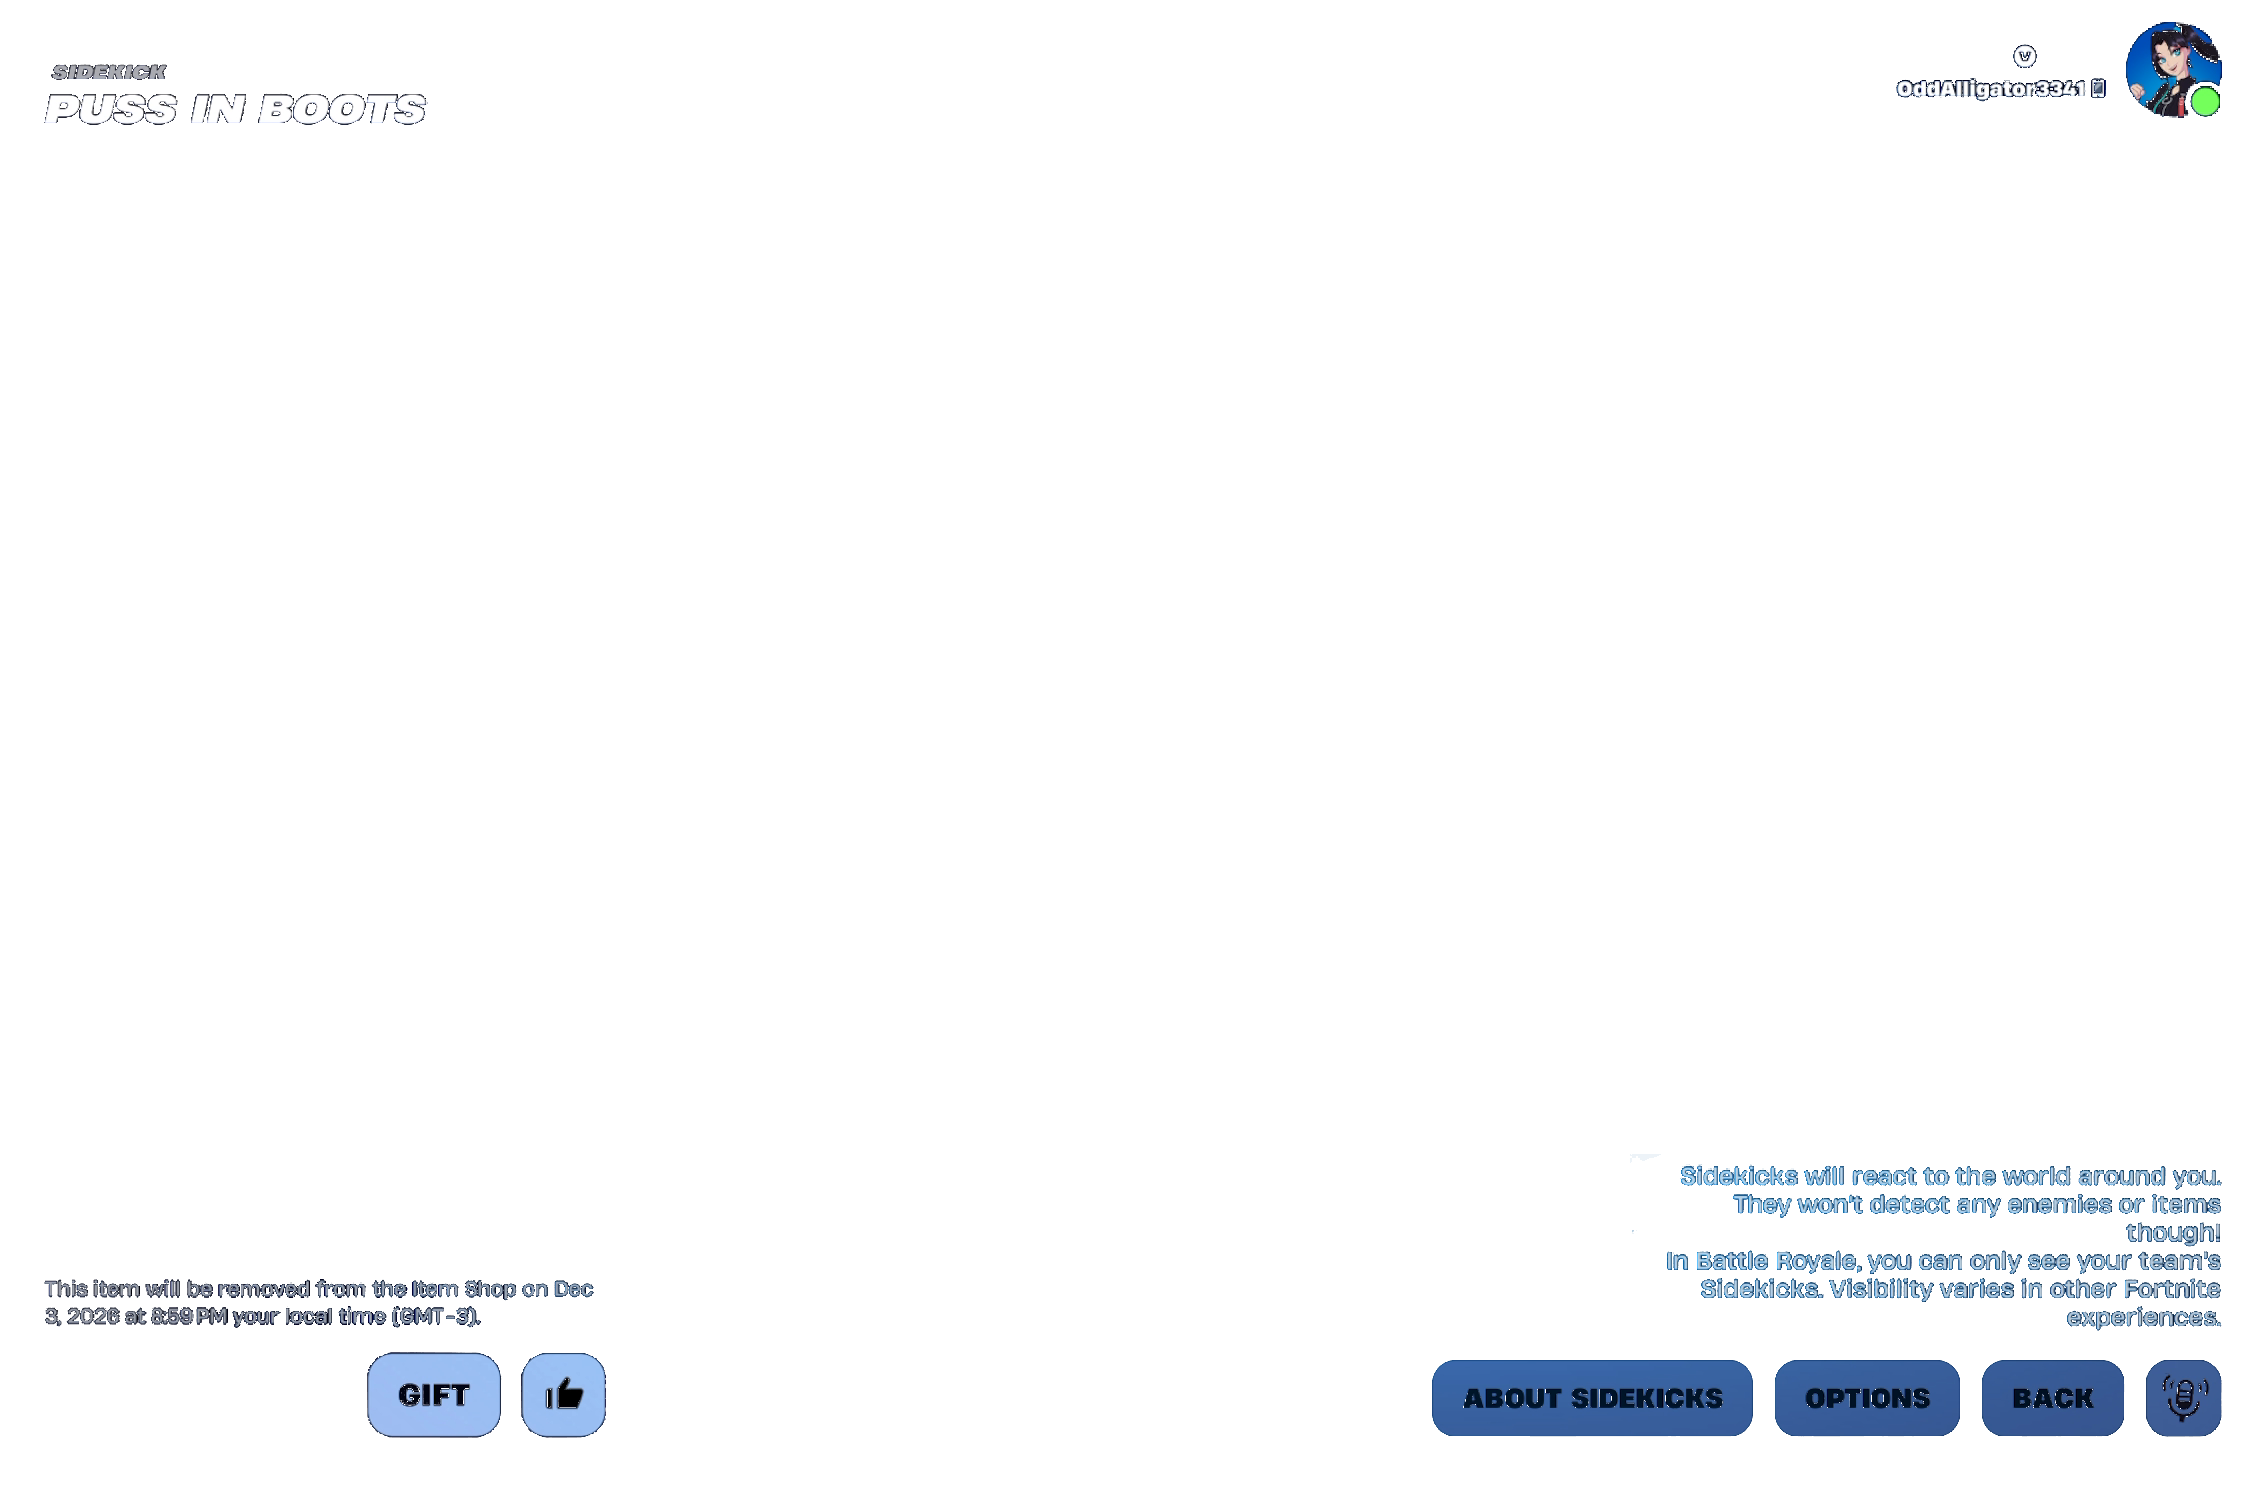 SIDEKICK
PUSS IN BOOTS
OddAlligator3341
Sidekicks will react to the world around you.
They won't detect any enemies or items
though!
In Battle Royale, you can only see your team's
Sidekicks. Visibility varies in other Fortnite
experiences.
This item will be removed from the Item Shop on Dec
3, 2026 at 8:59 PM your local time (GMT-3).
GIFT
ABOUT SIDEKICKS
OPTIONS
BACK